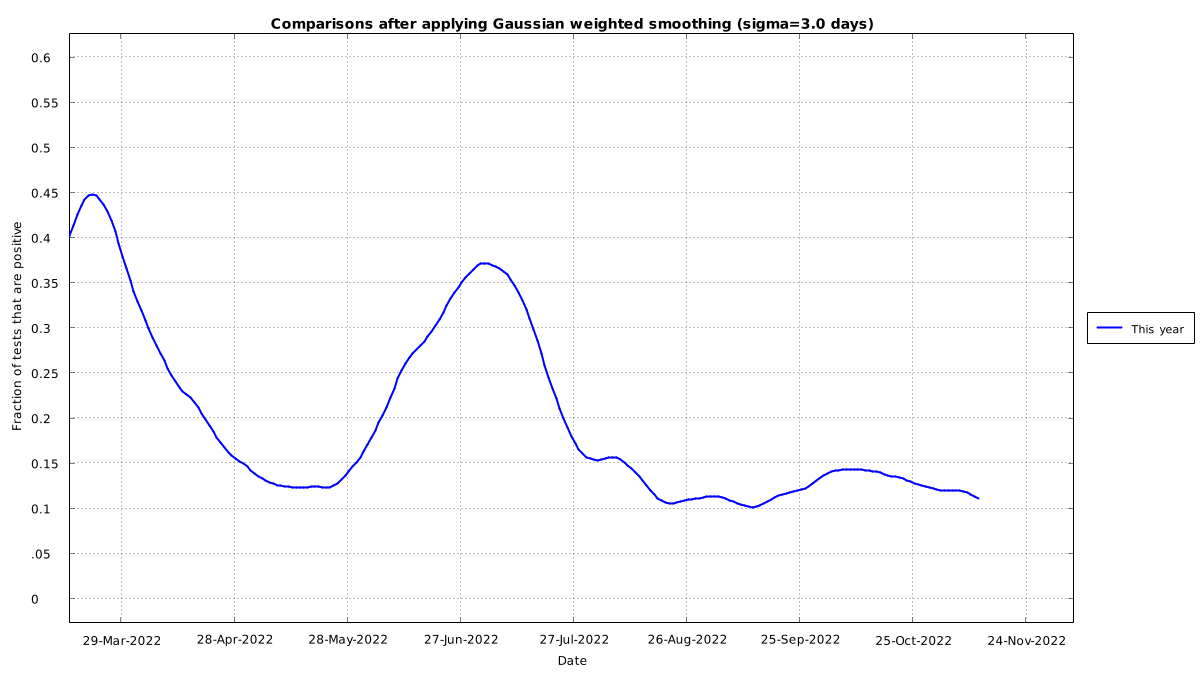 Comparisons after applying Gaussian weighted smoothing (sigma=3.0 days)
0.6
0.55
0.5
0.45
0.4
0.35
0.3
0.25
0.2
0.15
0.1
.05
0
Fraction of tests that are positive
29-Mar-2022 28-Apr-2022 28-May-2022 27-Jun-2022 27-Jul-2022 26-Aug-2022 25-Sep-2022 25-Oct-2022 24-Nov-2022
Date
This year